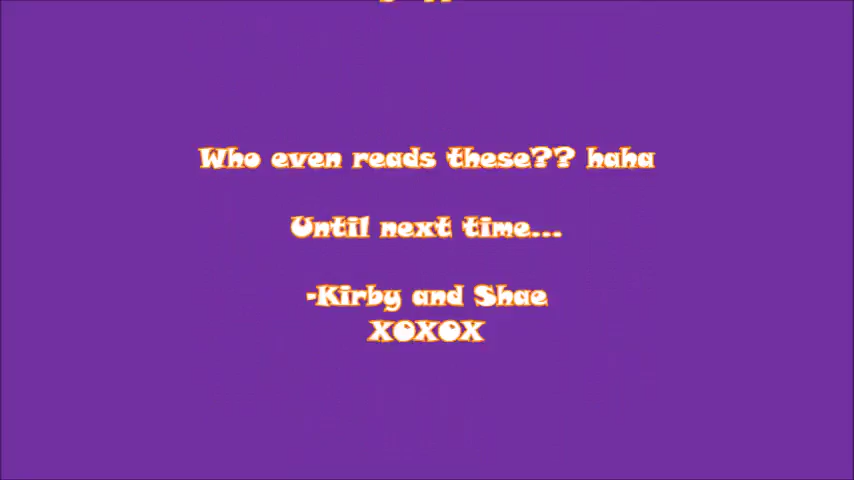 Who even reads these?? haha
Until next time...
-Kirby and Shae
XOXOX